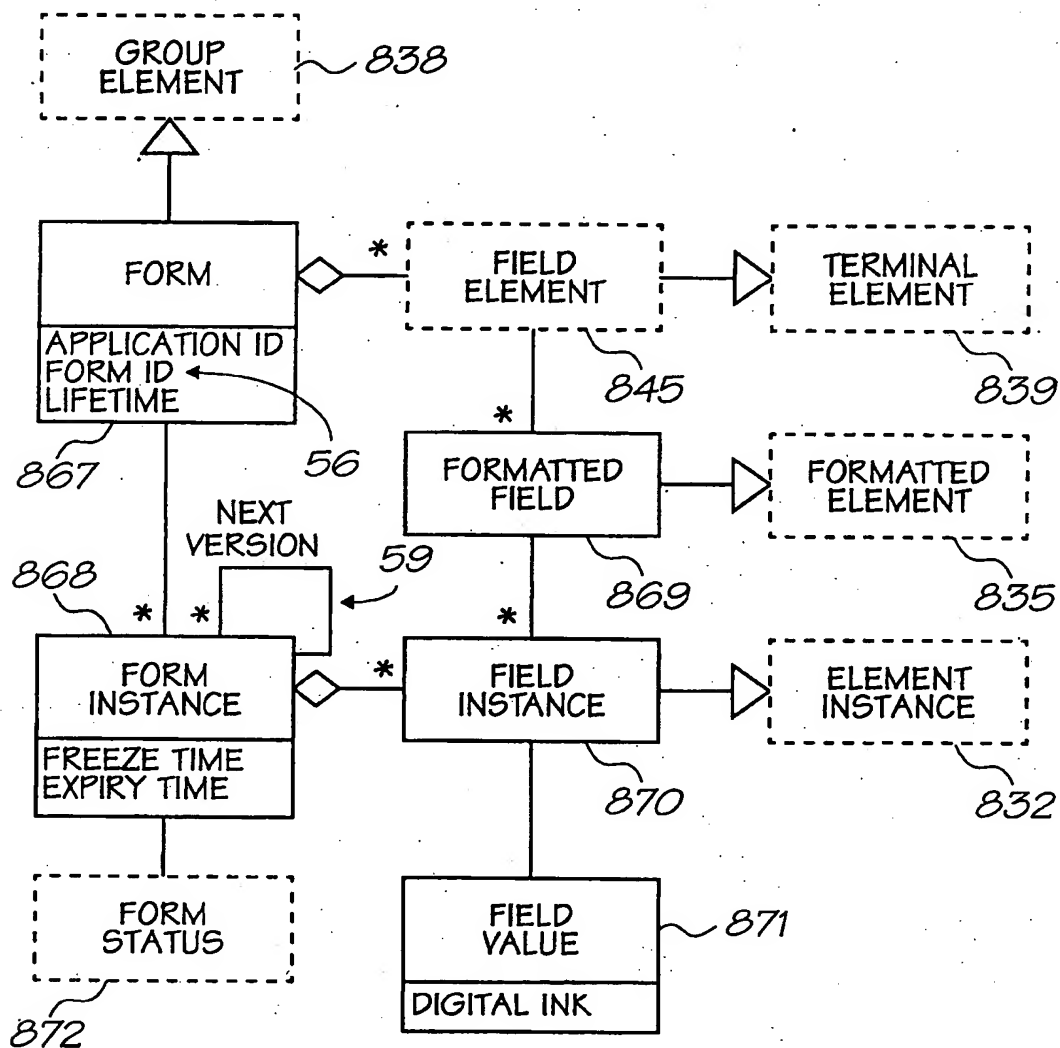 GROUP
ELEMENT
838
FORM
APPLICATION ID
FORM ID
LIFETIME
867
56
*
FIELD
ELEMENT
845
TERMINAL
ELEMENT
839
*
FORMATTED
FIELD
869
FORMATTED
ELEMENT
835
NEXT
VERSION
59
868
*
*
FORM
INSTANCE
FREEZE TIME
EXPIRY TIME
*
*
FIELD
INSTANCE
870
ELEMENT
INSTANCE
832
FORM
STATUS
872
FIELD
VALUE
871
DIGITAL INK